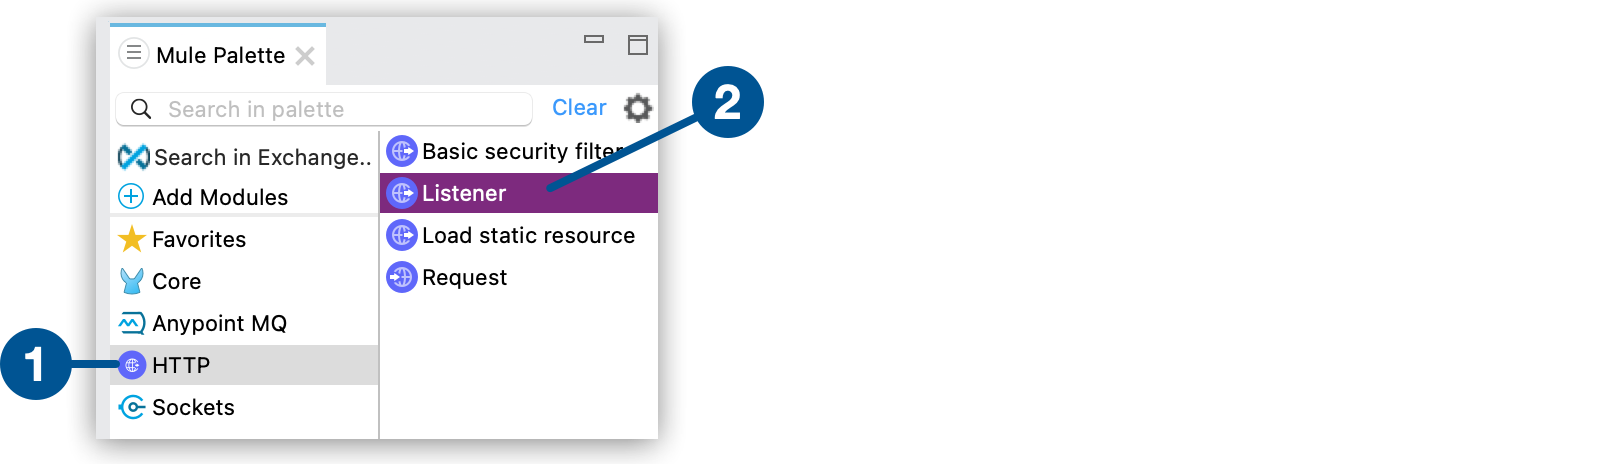 Mule Palette
Search in palette
Clear
2
Search in Exchange..
Add Modules
Favorites
Core
Anypoint MQ
1
HTTP
Sockets
Basic security filter
Listener
Load static resource
Request